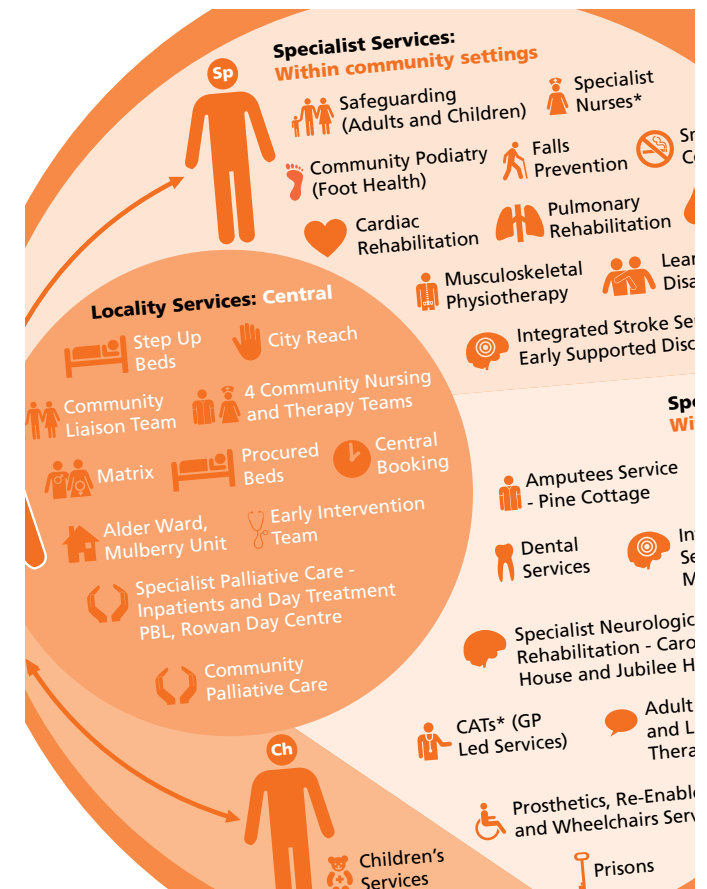 Sp
Specialist Services:
Within community settings
Safeguarding
(Adults and Children)
Specialist
Nurses*
Community Podiatry
(Foot Health)
Falls
Prevention
Cardiac
Rehabilitation
Pulmonary
Rehabilitation
Musculoskeletal
Physiotherapy
Integrated Stroke
Early Supported
Locality Services: Central
Step Up
Beds
City Reach
Community
Liaison Team
4 Community Nursing
and Therapy Teams
Matrix
Procured
Beds
Central
Booking
Alder Ward,
Mulberry Unit
Early Intervention
Team
Specialist Palliative Care -
Inpatients and Day Treatment
PBL, Rowan Day Centre
Community
Palliative Care
Amputees Service
- Pine Cottage
Dental
Services
Specialist
Rehabilitation -
House and Jubilee
CATs* (GP
Led Services)
Adult
and
Prosthetics,
and Wheelchairs
Prisons
Ch
Children's
Services